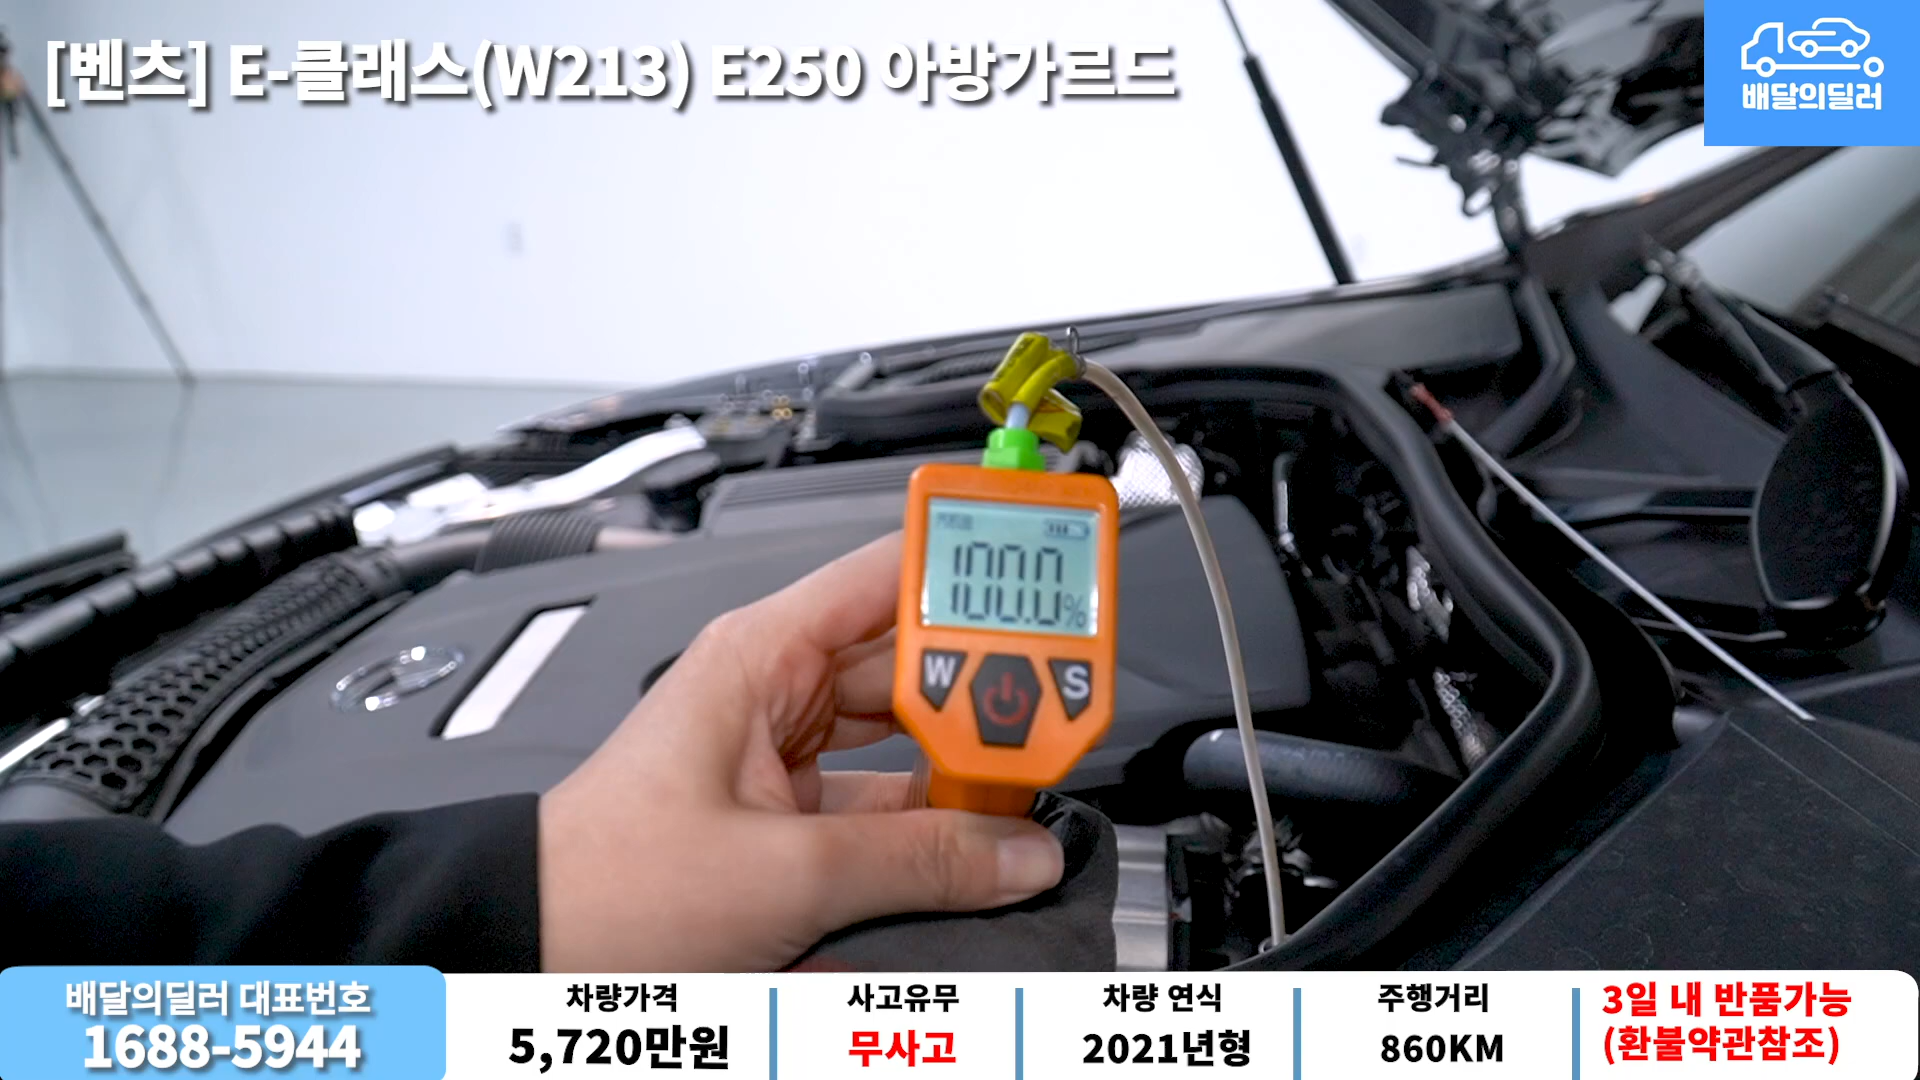 [벤츠] E-클래스(W213) E250 아방가르드
배달의딜러
100.0
100.0%
W
S
배달의딜러 대표번호
1688-5944
차량가격
5,720만원
사고유무
무사고
차량 연식
2021년형
주행거리
860KM
3일 내 반품가능
(환불약관참조)